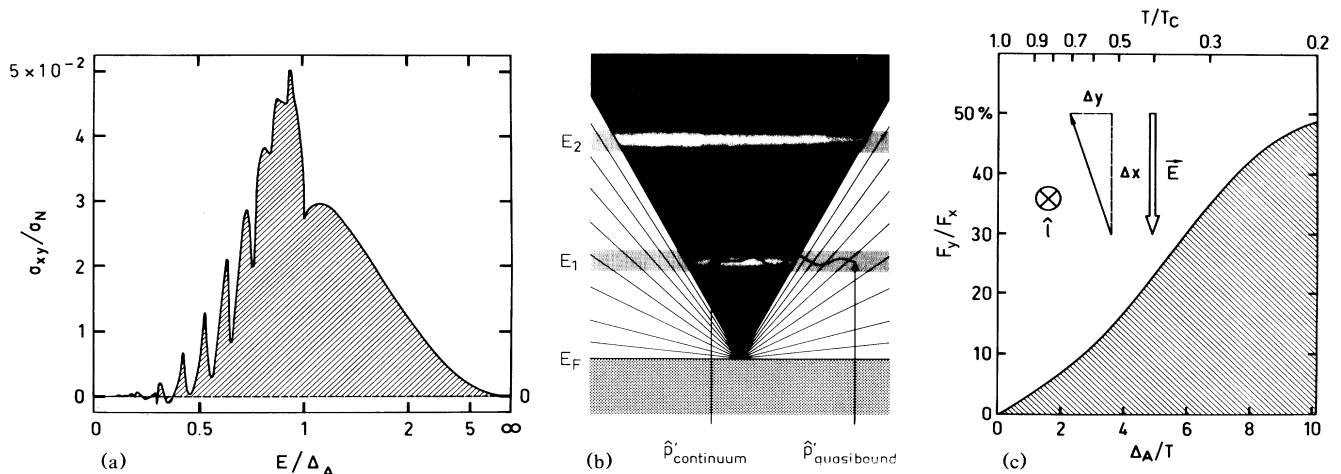 5 × 10⁻²
4
3
2
1
0
0
σxy/σN
0
0.5
1
2
5
∞
E/ΔA
(a)
E2
E1
EF
p̂'continuum
p̂'quasibound
(b)
T/TC
1.0
0.9
0.7
0.5
0.3
0.2
50 %
40
30
20
10
0
Fy/Fx
Δy
Δx
E⃗
l̂
0
2
4
6
8
10
ΔA/T
(c)